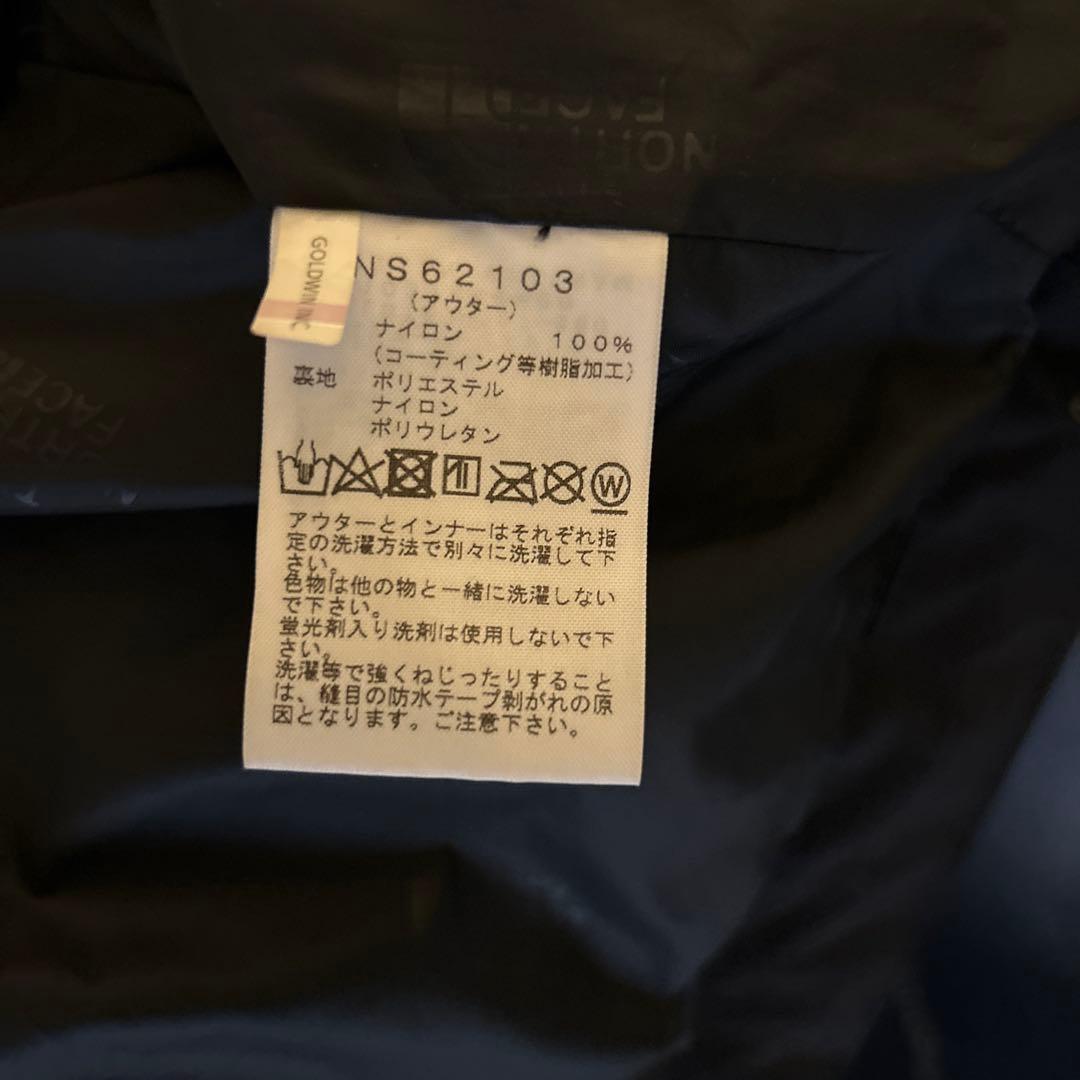 FACE
NORT
GOLDWIN INC
NS62103
(アウター)
ナイロン 100%
(コーティング等樹脂加工)
裏地 ポリエステル
ナイロン
ポリウレタン
W
アウターとインナーはそれぞれ指
定の洗濯方法で別々に洗濯して下
さい。
色物は他の物と一緒に洗濯しない
で下さい。
蛍光剤入り洗剤は使用しないで下
さい。
洗濯等で強くねじったりすること
は、縫目の防水テープ剥がれの原
因となります。ご注意下さい。